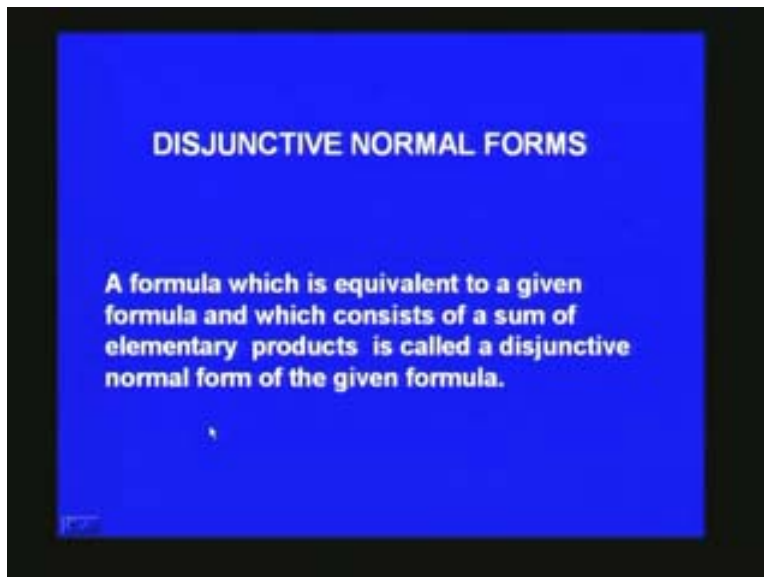 DISJUNCTIVE NORMAL FORMS
A formula which is equivalent to a given
formula and which consists of a sum of
elementary products is called a disjunctive
normal form of the given formula.